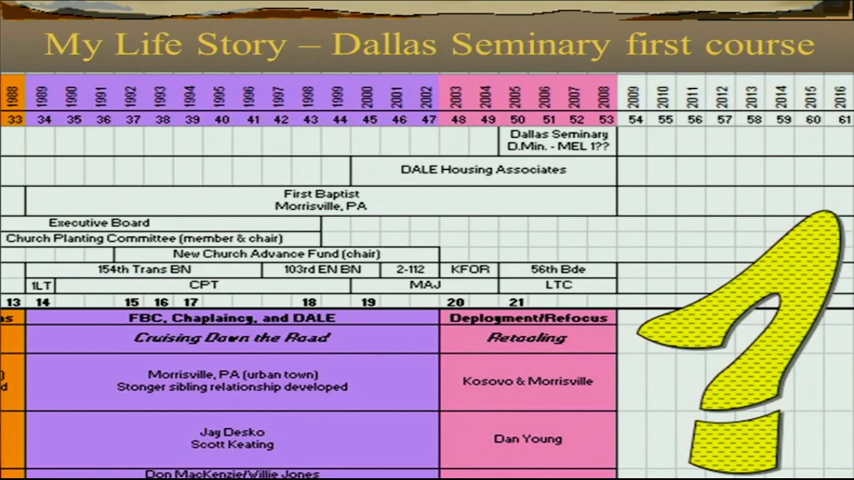 My Life Story – Dallas Seminary first course
1988 1989 1990 1991 1992 1993 1994 1995 1996 1997 1998 1999 2000 2001 2002 2003 2004 2005 2006 2007 2008 2009 2010 2011 2012 2013 2014 2015 2016
33 34 35 36 37 38 39 40 41 42 43 44 45 46 47 48 49 50 51 52 53 54 55 56 57 58 59 60 61
Dallas Seminary
D.Min. - MEL 1??
DALE Housing Associates
First Baptist
Morrisville, PA
Executive Board
Church Planting Committee (member & chair)
New Church Advance Fund (chair)
154th Trans BN 103rd EN BN 2-112 KFOR 56th Bde
1LT CPT MAJ LTC
13 14 15 16 17 18 19 20 21
FBC, Chaplaincy, and DALE Deployment/Refocus
Cruising Down the Road Retooling
Morrisville, PA (urban town)
Stonger sibling relationship developed
Kosovo & Morrisville
Jay Desko
Scott Keating
Dan Young
Don MacKenzie/Willie Jones
?